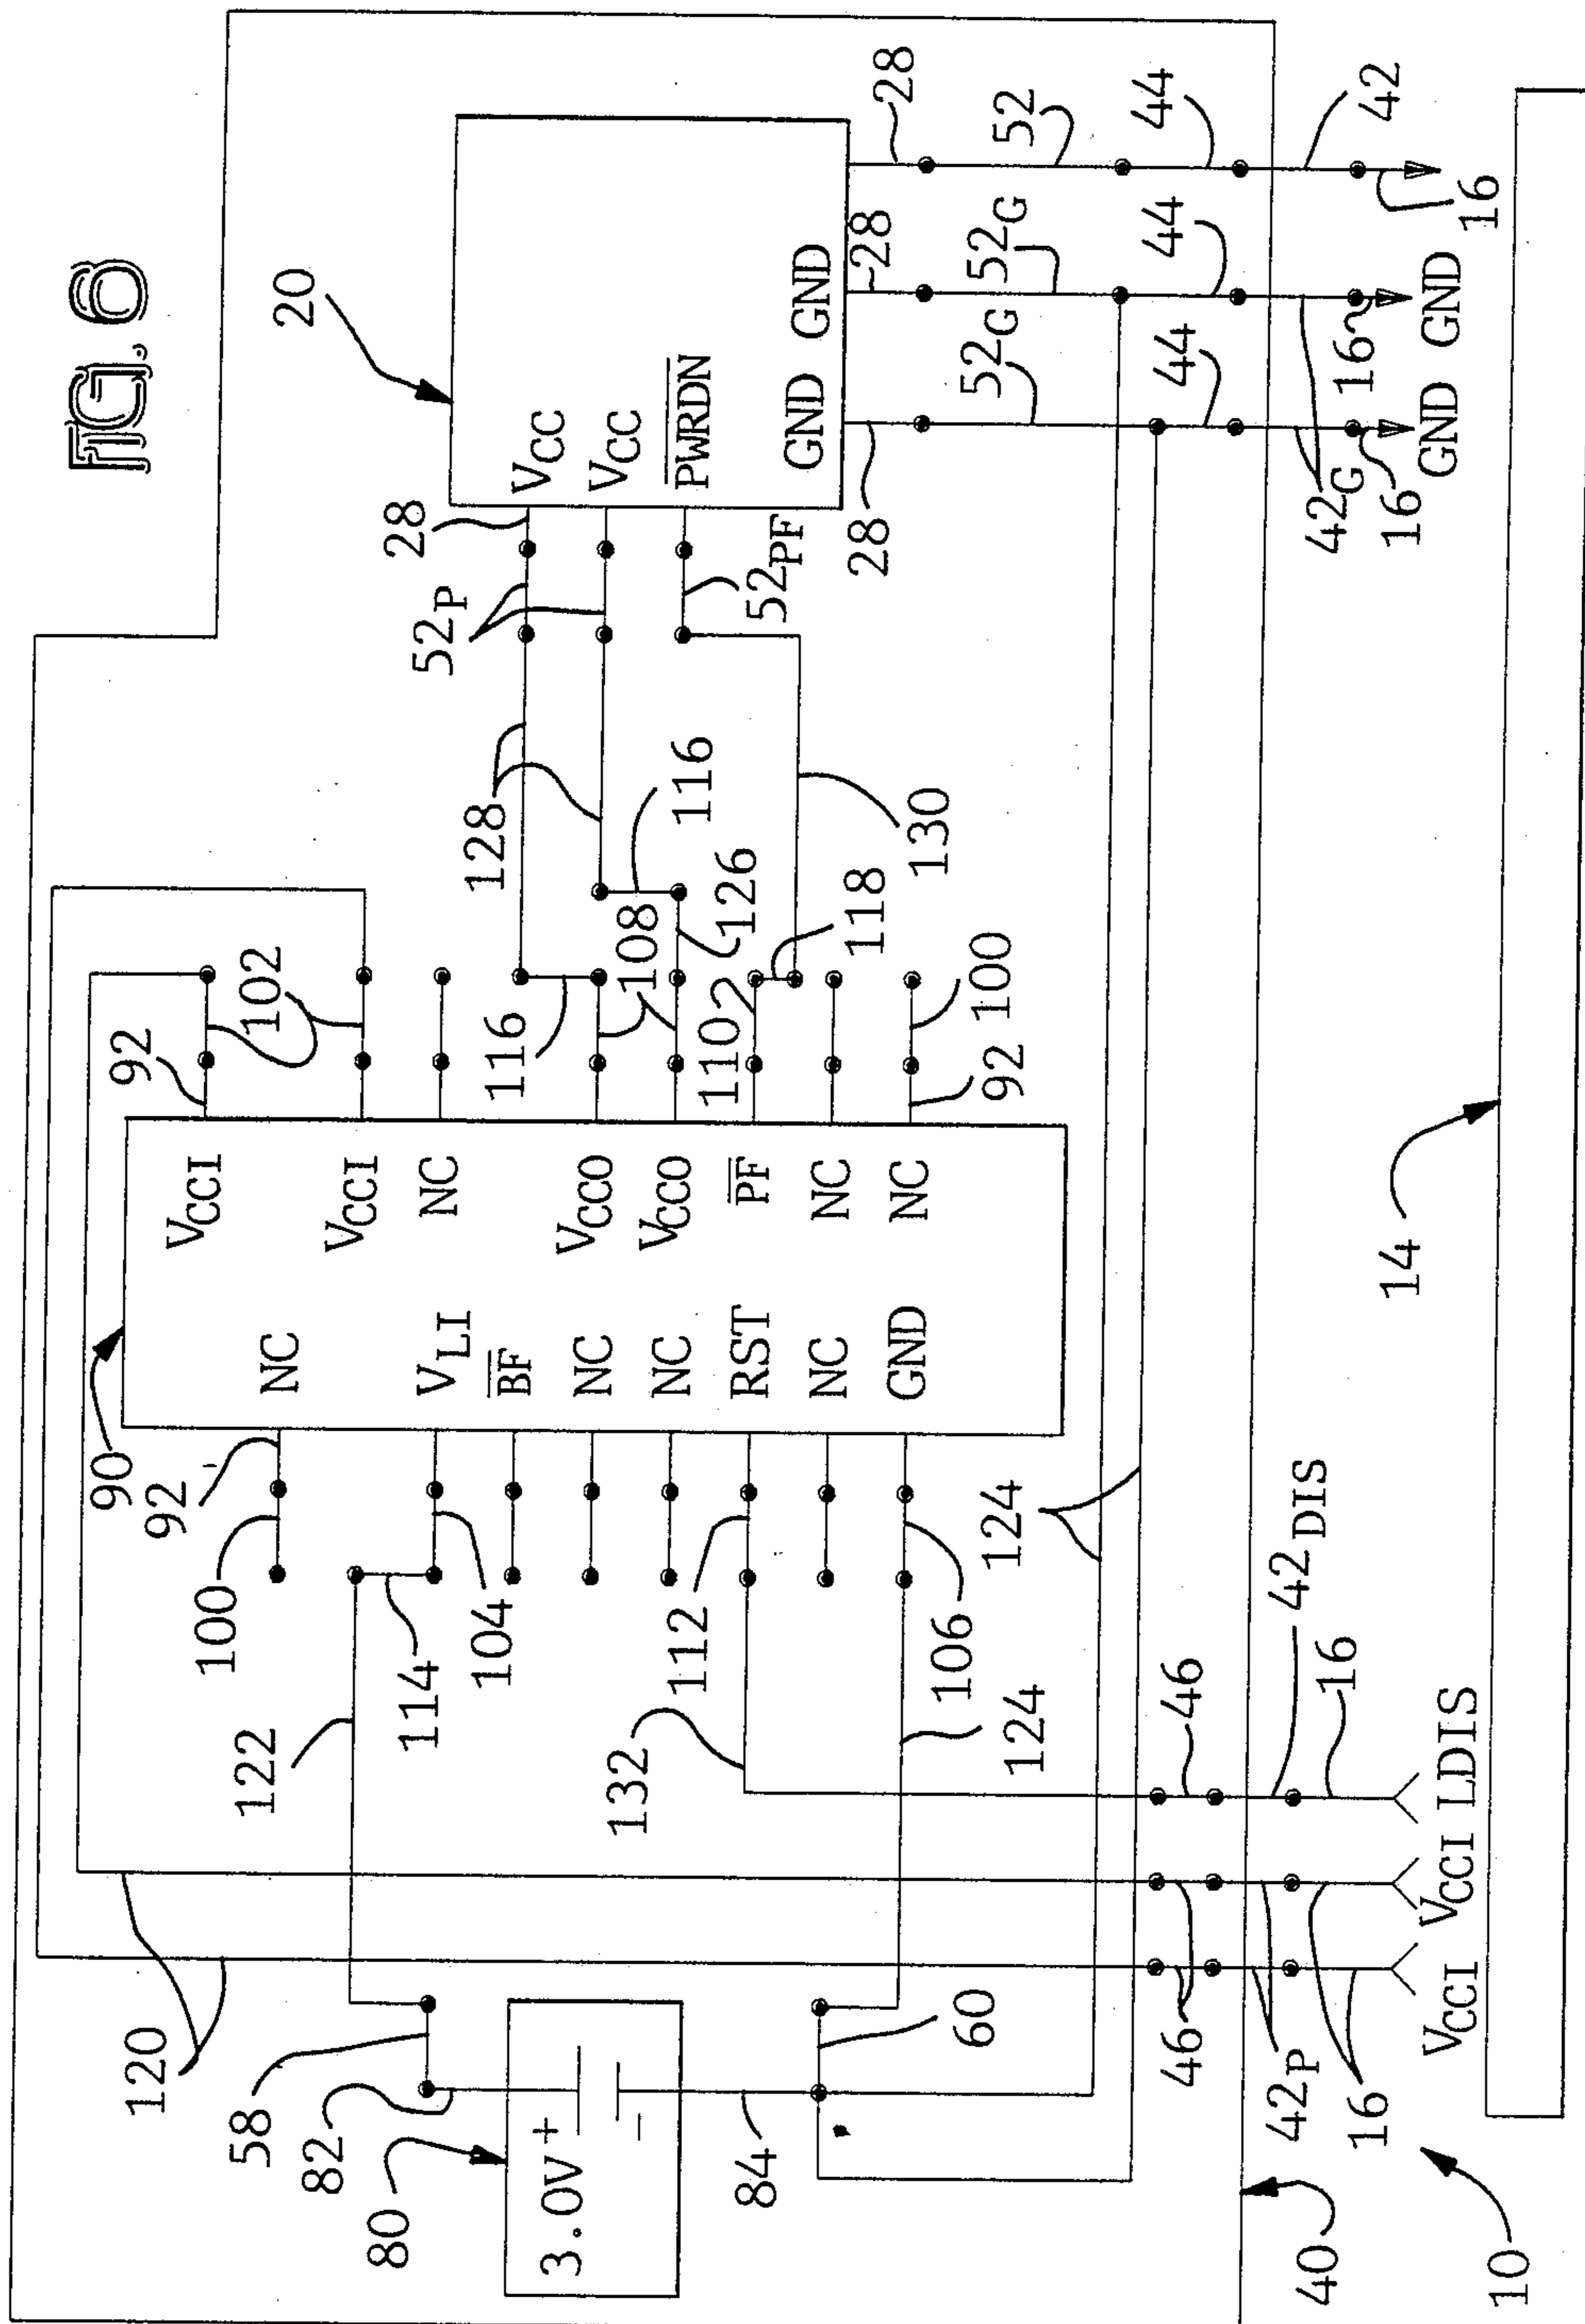 FIG. 6
20
90
92
100
92
102
NC
VCCI
VCCI
VLI
BF
NC
NC
RST
NC
GND
NC
VCCO
VCCO
PF
NC
NC
VCC
VCC
PWRDN
GND
GND
28
52P
52PF
128
116
116
108
126
110
118
130
100
92
28
28
28
52G
52G
52
44
44
44
42G
42
16
16
16
GND
GND
120
122
114
104
58
82
80
3.0V
+
−
84
60
132
112
106
124
124
46
46
42DIS
42P
16
16
VCCI
VCCI
LDIS
40
10
14